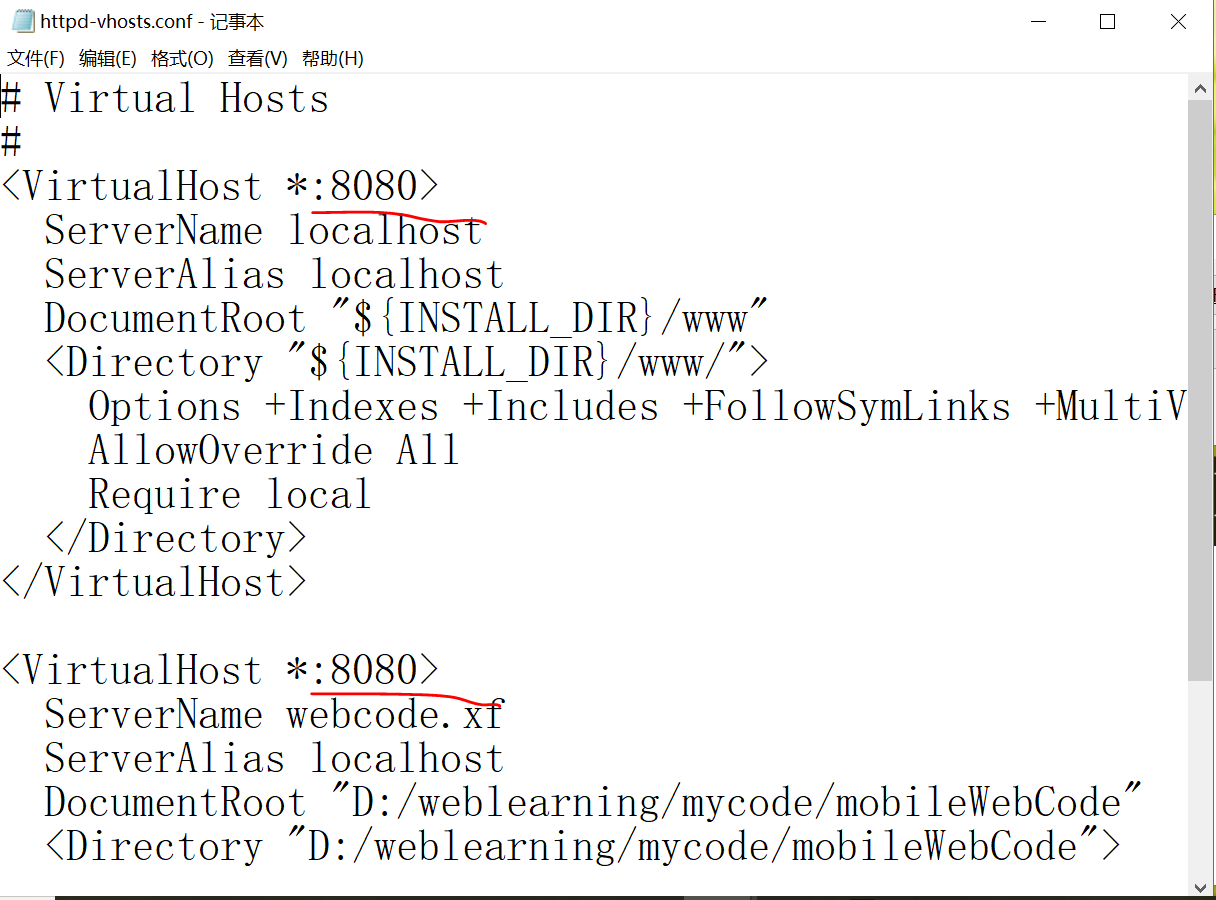 httpd-vhosts.conf - 记事本
文件(F) 编辑(E) 格式(O) 查看(V) 帮助(H)
# Virtual Hosts
#
<VirtualHost *:8080>
  ServerName localhost
  ServerAlias localhost
  DocumentRoot "${INSTALL_DIR}/www"
  <Directory "${INSTALL_DIR}/www/">
    Options +Indexes +Includes +FollowSymLinks +MultiV
    AllowOverride All
    Require local
  </Directory>
</VirtualHost>

<VirtualHost *:8080>
  ServerName webcode.xf
  ServerAlias localhost
  DocumentRoot "D:/weblearning/mycode/mobileWebCode"
  <Directory "D:/weblearning/mycode/mobileWebCode">